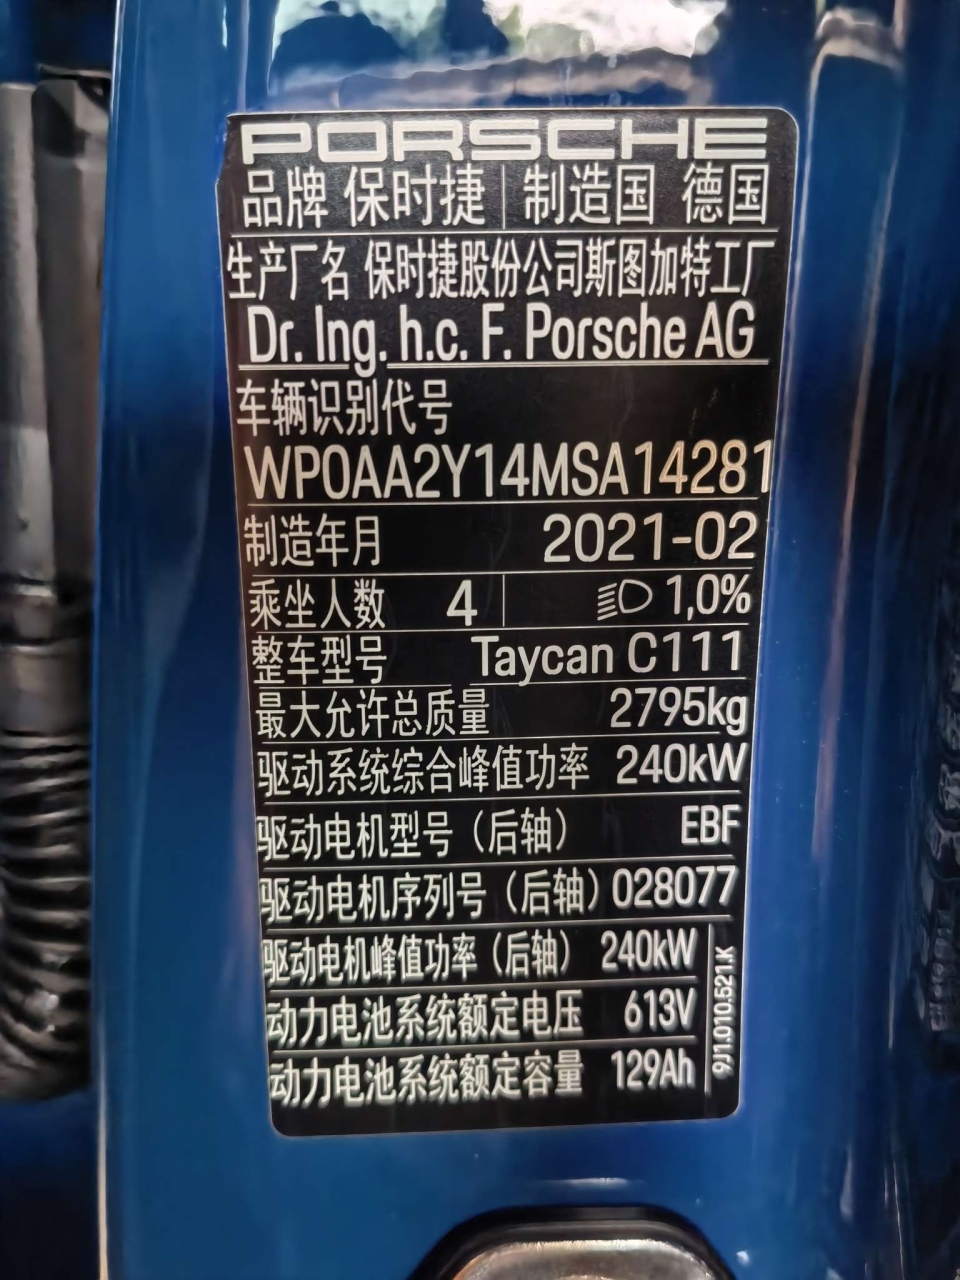 PORSCHE
品牌 保时捷 制造国 德国
生产厂名 保时捷股份公司斯图加特工厂
Dr. Ing. h.c. F. Porsche AG
车辆识别代号
WP0AA2Y14MSA14281
制造年月 2021-02
乘坐人数 4 1,0%
整车型号 Taycan C111
最大允许总质量 2795kg
驱动系统综合峰值功率 240kW
驱动电机型号（后轴） EBF
驱动电机序列号（后轴）028077
驱动电机峰值功率（后轴） 240kW
动力电池系统额定电压 613V
动力电池系统额定容量 129Ah
9J1.010.521.K